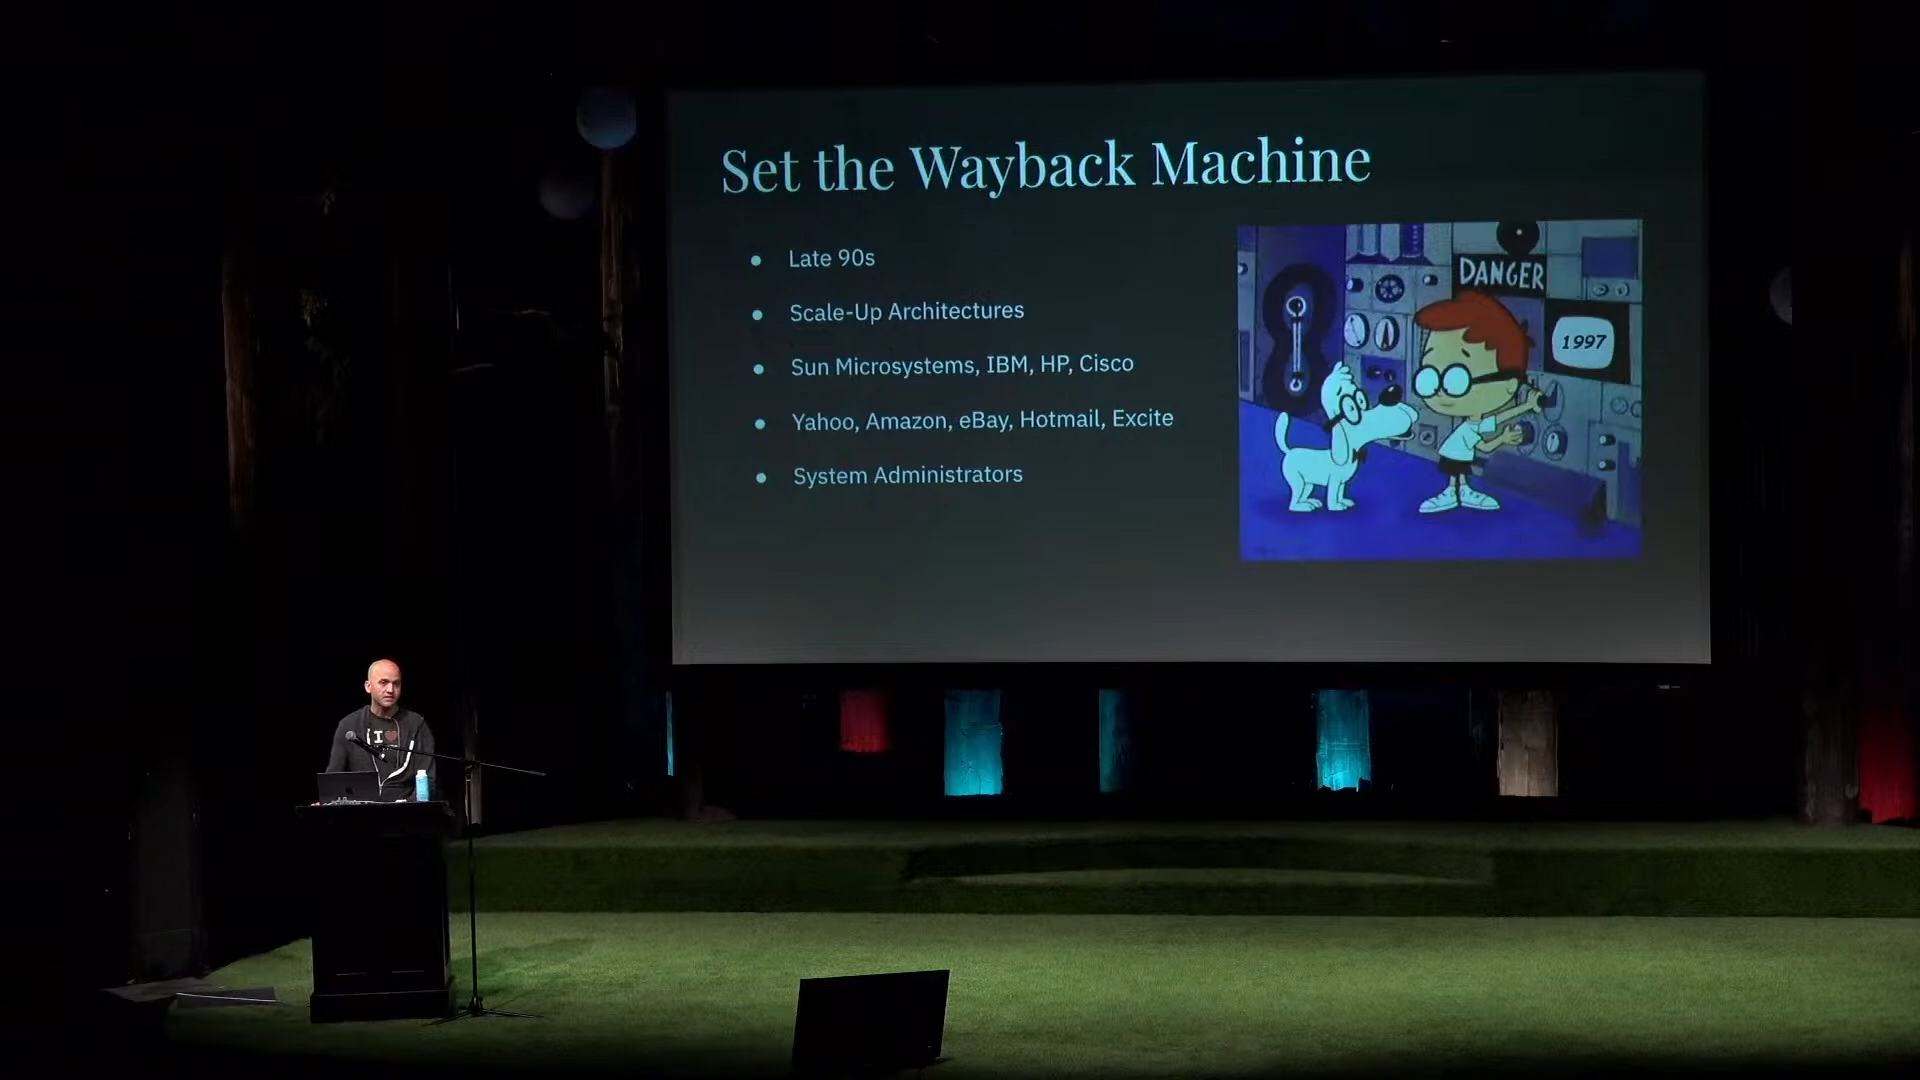 Set the Wayback Machine
Late 90s
Scale-Up Architectures
Sun Microsystems, IBM, HP, Cisco
Yahoo, Amazon, eBay, Hotmail, Excite
System Administrators
DANGER
1997
I